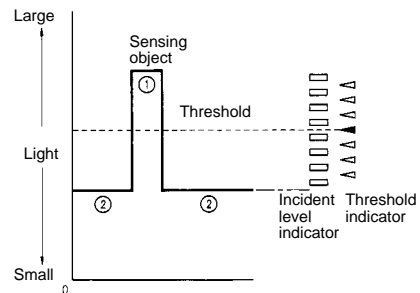 Large
Sensing
object
①
Threshold
Light
② ②
Incident
level
indicator
Threshold
indicator
Small
0